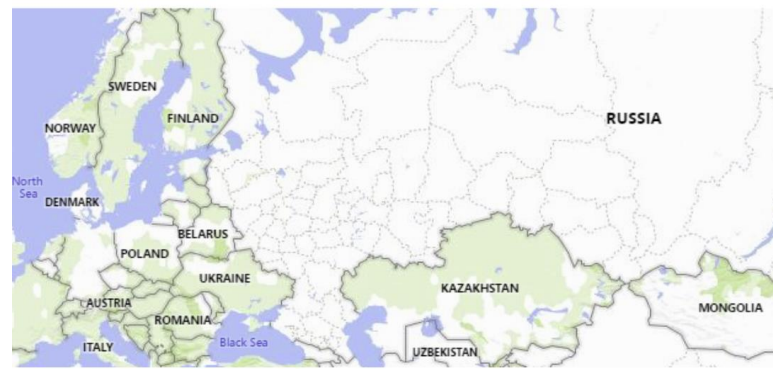 SWEDEN
FINLAND
NORWAY
RUSSIA
North
Sea
DENMARK
BELARUS
POLAND
UKRAINE
KAZAKHSTAN
AUSTRIA
MONGOLIA
ROMANIA
Black Sea
ITALY
UZBEKISTAN